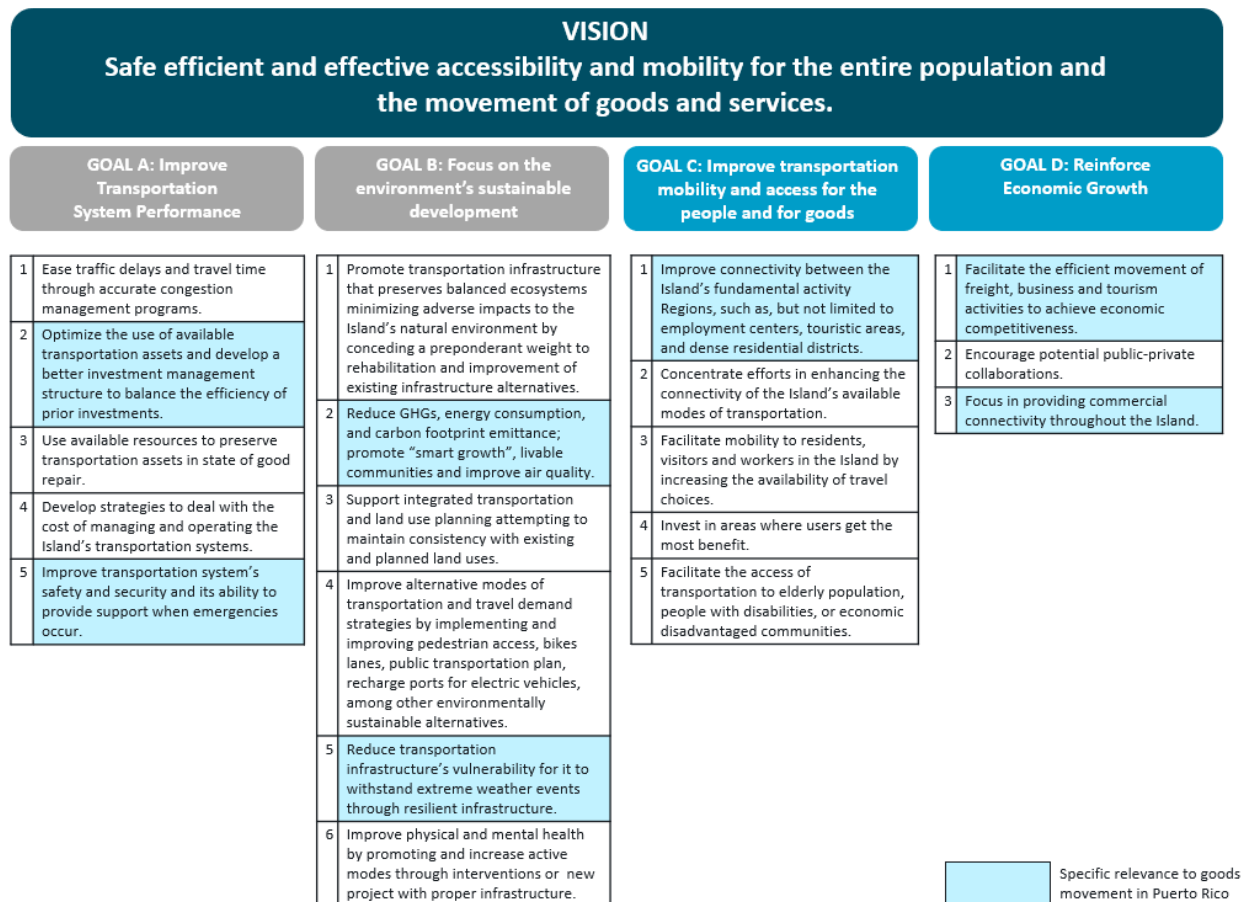 VISION
Safe efficient and effective accessibility and mobility for the entire population and
the movement of goods and services.
GOAL A: Improve
Transportation
System Performance
GOAL B: Focus on the
environment's sustainable
development
GOAL C: Improve transportation
mobility and access for the
people and for goods
GOAL D: Reinforce
Economic Growth
1 Ease traffic delays and travel time
through accurate congestion
management programs.
2 Optimize the use of available
transportation assets and develop a
better investment management
structure to balance the efficiency of
prior investments.
3 Use available resources to preserve
transportation assets in state of good
repair.
4 Develop strategies to deal with the
cost of managing and operating the
Island's transportation systems.
5 Improve transportation system's
safety and security and its ability to
provide support when emergencies
occur.
1 Promote transportation infrastructure
that preserves balanced ecosystems
minimizing adverse impacts to the
Island's natural environment by
conceding a preponderant weight to
rehabilitation and improvement of
existing infrastructure alternatives.
2 Reduce GHGs, energy consumption,
and carbon footprint emittance;
promote "smart growth", livable
communities and improve air quality.
3 Support integrated transportation
and land use planning attempting to
maintain consistency with existing
and planned land uses.
4 Improve alternative modes of
transportation and travel demand
strategies by implementing and
improving pedestrian access, bikes
lanes, public transportation plan,
recharge ports for electric vehicles,
among other environmentally
sustainable alternatives.
5 Reduce transportation
infrastructure's vulnerability for it to
withstand extreme weather events
through resilient infrastructure.
6 Improve physical and mental health
by promoting and increase active
modes through interventions or new
project with proper infrastructure.
1 Improve connectivity between the
Island's fundamental activity
Regions, such as, but not limited to
employment centers, touristic areas,
and dense residential districts.
2 Concentrate efforts in enhancing the
connectivity of the Island's available
modes of transportation.
3 Facilitate mobility to residents,
visitors and workers in the Island by
increasing the availability of travel
choices.
4 Invest in areas where users get the
most benefit.
5 Facilitate the access of
transportation to elderly population,
people with disabilities, or economic
disadvantaged communities.
1 Facilitate the efficient movement of
freight, business and tourism
activities to achieve economic
competitiveness.
2 Encourage potential public-private
collaborations.
3 Focus in providing commercial
connectivity throughout the Island.
Specific relevance to goods
movement in Puerto Rico